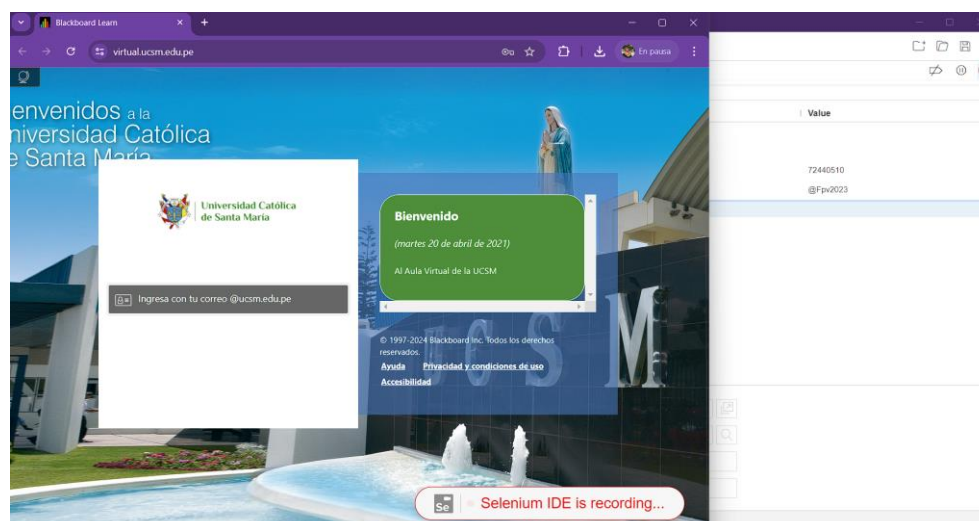 Blackboard Learn
virtual.ucsm.edu.pe
En pausa
envenidos a la
niversidad Católica
e Santa María
Universidad Católica
de Santa María
Ingresa con tu correo @ucsm.edu.pe
Bienvenido
(martes 20 de abril de 2021)
Al Aula Virtual de la UCSM
© 1997-2024 Blackboard Inc. Todos los derechos
reservados.
Ayuda Privacidad y condiciones de uso
Accesibilidad
UCSM
Se
Selenium IDE is recording...
Value
72440510
@Fpv2023